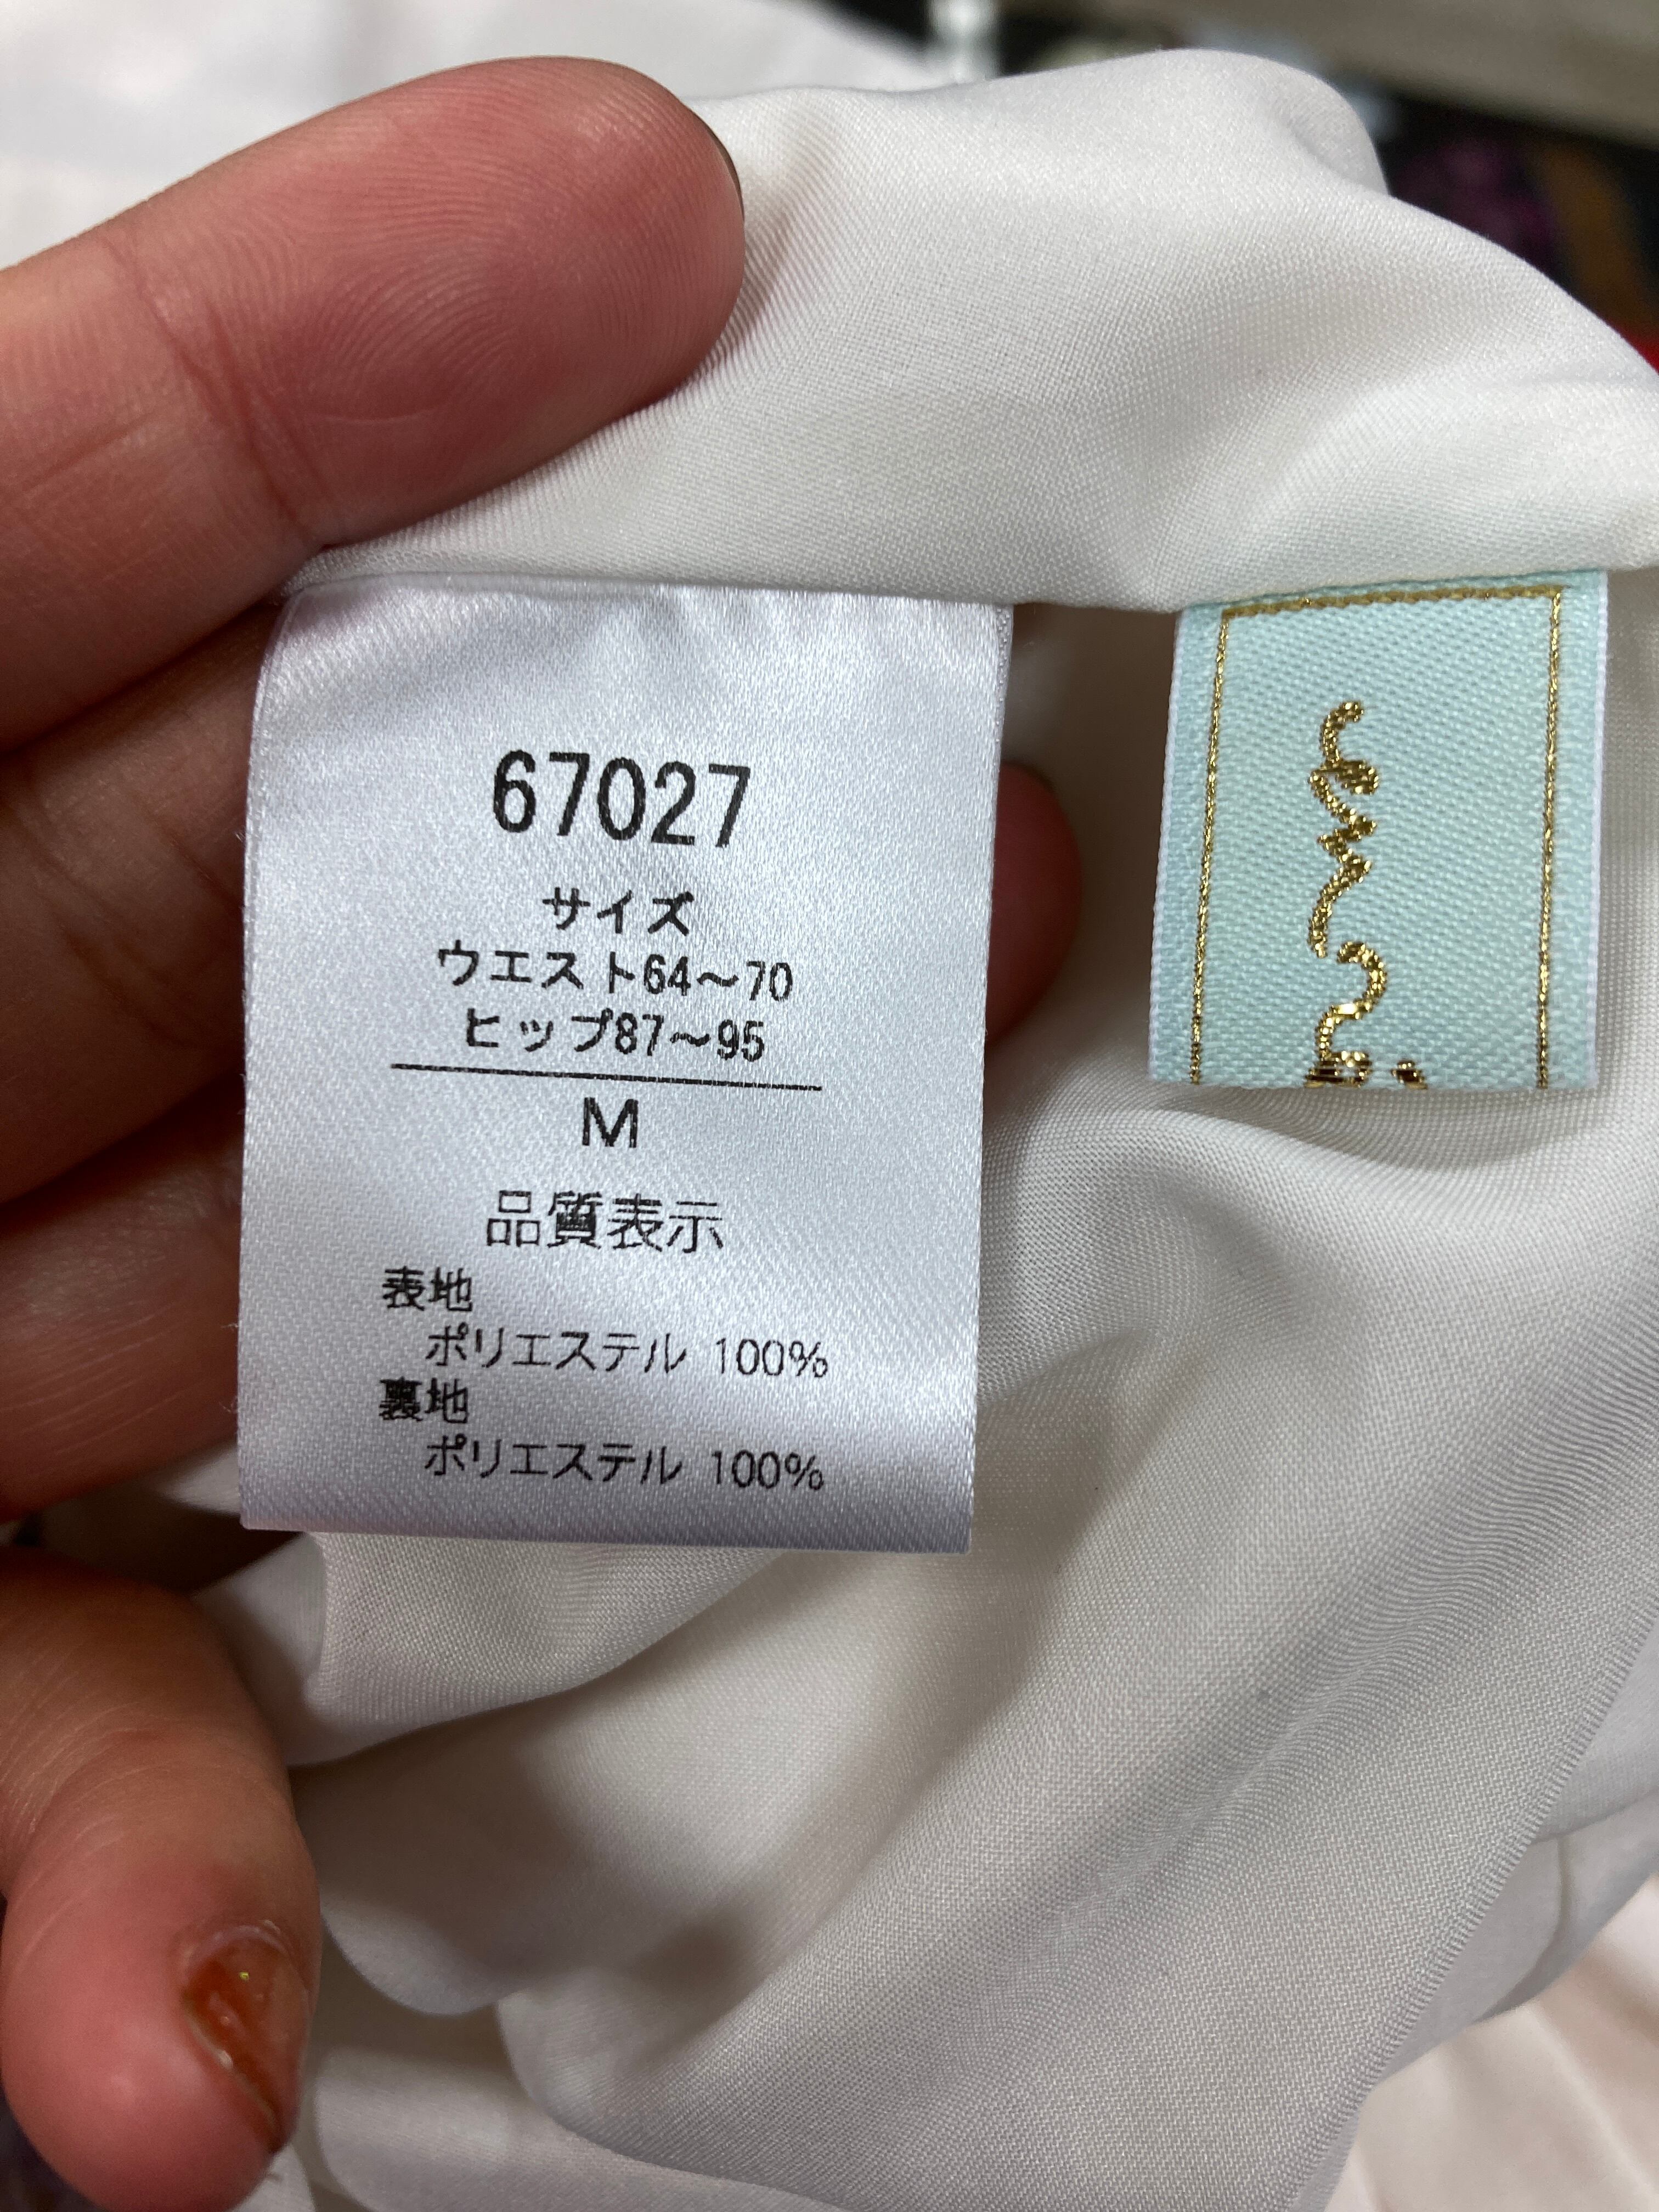 67027
サイズ
ウエスト64～70
ヒップ87～95
M
品質表示
表地
ポリエステル 100%
裏地
ポリエステル 100%